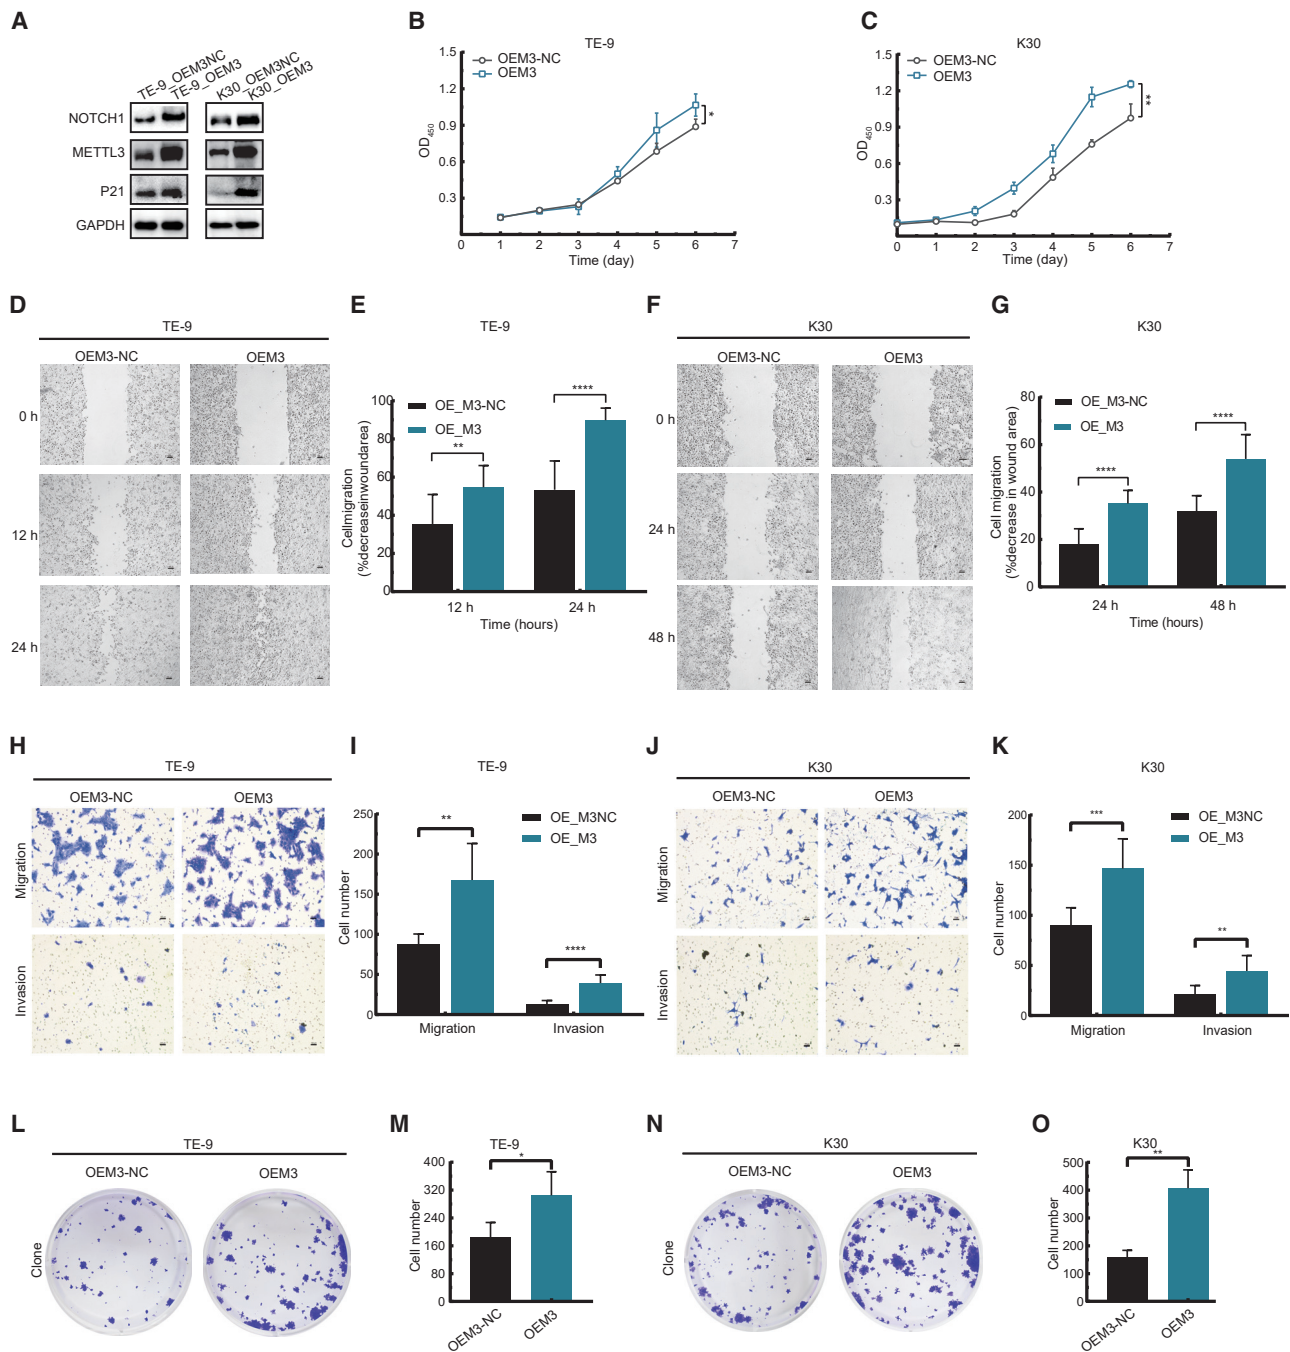 A
TE-9_OEM3NC
TE-9_OEM3
K30_OEM3NC
K30_OEM3
NOTCH1
METTL3
P21
GAPDH
B
TE-9
OEM3-NC
OEM3
1.5
1.2
0.9
0.6
0.3
OD450
*
0 1 2 3 4 5 6 7
Time (day)
C
K30
OEM3-NC
OEM3
1.5
1.2
0.9
0.6
0.3
OD450
**
0 1 2 3 4 5 6 7
Time (day)
D
TE-9
OEM3-NC OEM3
0 h
12 h
24 h
E
TE-9
OE_M3-NC
OE_M3
100
80
60
40
20
0
Cellmigration
(%decreaseinwoundarea)
**
****
12 h 24 h
Time (hours)
F
K30
OEM3-NC OEM3
0 h
24 h
48 h
G
K30
OE_M3-NC
OE_M3
80
60
40
20
0
Cell migration
(%decrease in wound area)
****
****
24 h 48 h
Time (hours)
H
TE-9
OEM3-NC OEM3
Migration
Invasion
I
TE-9
OE_M3NC
OE_M3
250
200
150
100
50
0
Cell number
**
****
Migration Invasion
J
K30
OEM3-NC OEM3
Migration
Invasion
K
K30
OE_M3NC
OE_M3
200
150
100
50
0
Cell number
***
**
Migration Invasion
L
TE-9
OEM3-NC OEM3
Clone
M
TE-9
400
320
240
160
80
0
Cell number
*
OEM3-NC OEM3
N
K30
OEM3-NC OEM3
Clone
O
K30
500
400
300
200
100
0
Cell number
**
OEM3-NC OEM3